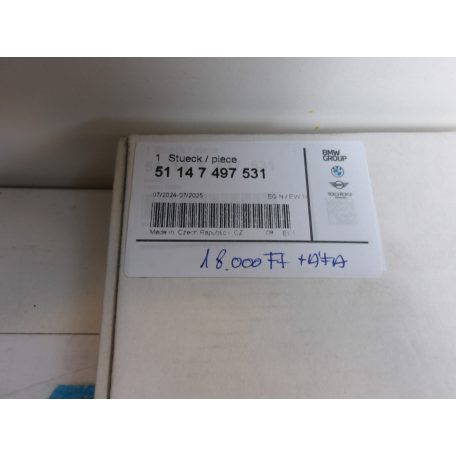 1 Stueck / piece
51 14 7 497 531
07/2024-07/2025
Made in Czech Republic CZ
BMW
GROUP
18.000 Ft + ÁFA